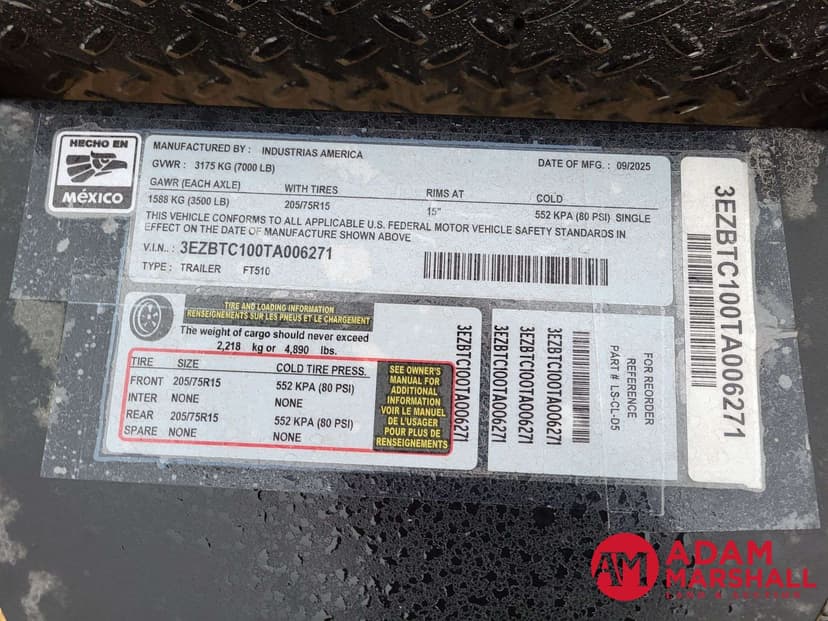 HECHO EN
MÉXICO
MANUFACTURED BY : INDUSTRIAS AMERICA
GVWR : 3175 KG (7000 LB) DATE OF MFG. : 09/2025
GAWR (EACH AXLE) WITH TIRES RIMS AT COLD
1588 KG (3500 LB) 205/75R15 15" 552 KPA (80 PSI) SINGLE
THIS VEHICLE CONFORMS TO ALL APPLICABLE U.S. FEDERAL MOTOR VEHICLE SAFETY STANDARDS IN
EFFECT ON THE DATE OF MANUFACTURE SHOWN ABOVE
V.I.N. : 3EZBTC100TA006271
TYPE : TRAILER FT510
TIRE AND LOADING INFORMATION
RENSEIGNEMENTS SUR LES PNEUS ET LE CHARGEMENT
The weight of cargo should never exceed
2,218 kg or 4,890 lbs.
TIRE SIZE COLD TIRE PRESS.
FRONT 205/75R15 552 KPA (80 PSI)
INTER NONE NONE
REAR 205/75R15 552 KPA (80 PSI)
SPARE NONE NONE
SEE OWNER'S
MANUAL FOR
ADDITIONAL
INFORMATION
VOIR LE MANUEL
DE L'USAGER
POUR PLUS DE
RENSEIGNEMENTS
3EZBTC100TA006271
3EZBTC100TA006271
3EZBTC100TA006271
FOR REORDER
REFERENCE
PART # LS-CL-D5
3EZBTC100TA006271
AM ADAM
MARSHALL
LAND & AUCTION